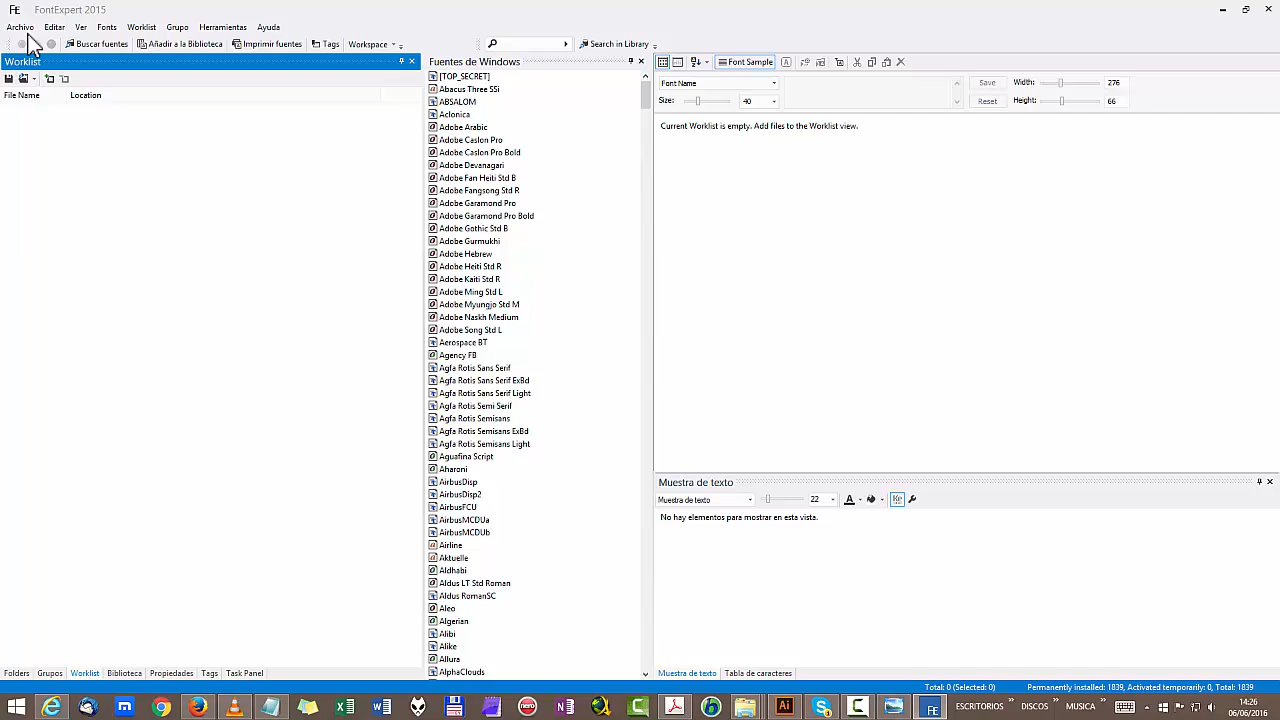 FE FontExpert 2015
Archivo Editar Ver Fonts Worklist Grupo Herramientas Ayuda
Buscar fuentes Añadir a la Biblioteca Imprimir fuentes Tags Workspace Search in Library
Worklist
File Name Location
Fuentes de Windows
[TOP_SECRET]
Abacus Three SSi
ABSALOM
Aclonica
Adobe Arabic
Adobe Caslon Pro
Adobe Caslon Pro Bold
Adobe Devanagari
Adobe Fan Heiti Std B
Adobe Fangsong Std R
Adobe Garamond Pro
Adobe Garamond Pro Bold
Adobe Gothic Std B
Adobe Gurmukhi
Adobe Hebrew
Adobe Heiti Std R
Adobe Kaiti Std R
Adobe Ming Std L
Adobe Myungjo Std M
Adobe Naskh Medium
Adobe Song Std L
Aerospace BT
Agency FB
Agfa Rotis Sans Serif
Agfa Rotis Sans Serif ExBd
Agfa Rotis Sans Serif Light
Agfa Rotis Semi Serif
Agfa Rotis Semisans
Agfa Rotis Semisans ExBd
Agfa Rotis Semisans Light
Aguafina Script
Aharoni
AirbusDisp
AirbusDisp2
AirbusFCU
AirbusMCDUa
AirbusMCDUb
Airline
Aktuelle
Aldhabi
Aldus LT Std Roman
Aldus RomanSC
Aleo
Algerian
Alibi
Alike
Allura
AlphaClouds
Font Sample
Font Name Save Width: 276
Size: 40 Reset Height: 66
Current Worklist is empty. Add files to the Worklist view.
Muestra de texto
Muestra de texto 22
No hay elementos para mostrar en esta vista.
Folders Grupos Worklist Biblioteca Propiedades Tags Task Panel
Muestra de texto Tabla de caracteres
Total: 0 (Selected: 0) Permanently installed: 1839, Activated temporarily: 0, Total: 1839
ESCRITORIOS DISCOS MUSICA
14:26
06/06/2016